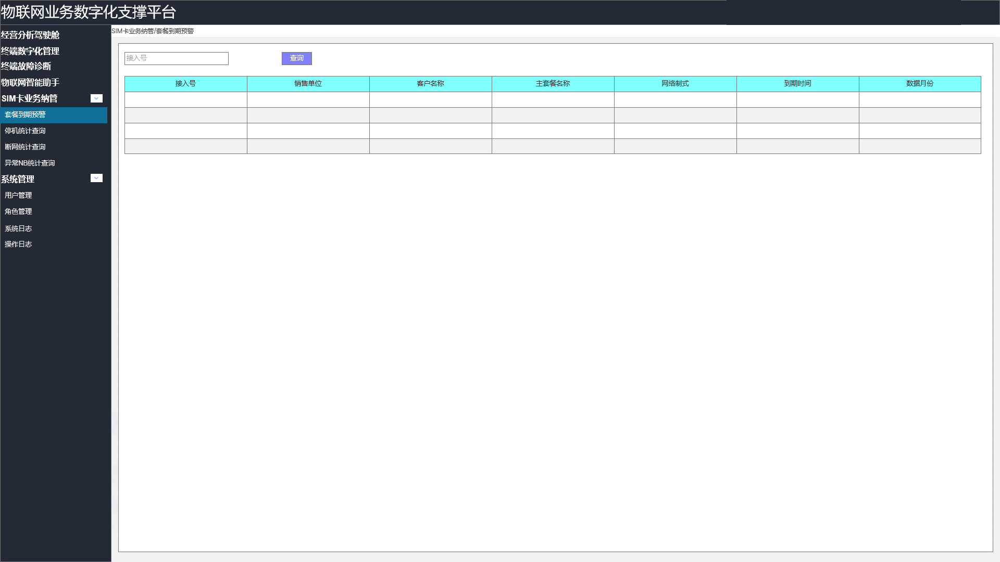 物联网业务数字化支撑平台
SIM卡业务纳管/套餐到期预警
经营分析驾驶舱
终端数字化管理
终端故障诊断
物联网智能助手
SIM卡业务纳管
套餐到期预警
停机统计查询
断网统计查询
异常NB统计查询
系统管理
用户管理
角色管理
系统日志
操作日志
接入号 查询
接入号 销售单位 客户名称 主套餐名称 网络制式 到期时间 数据月份